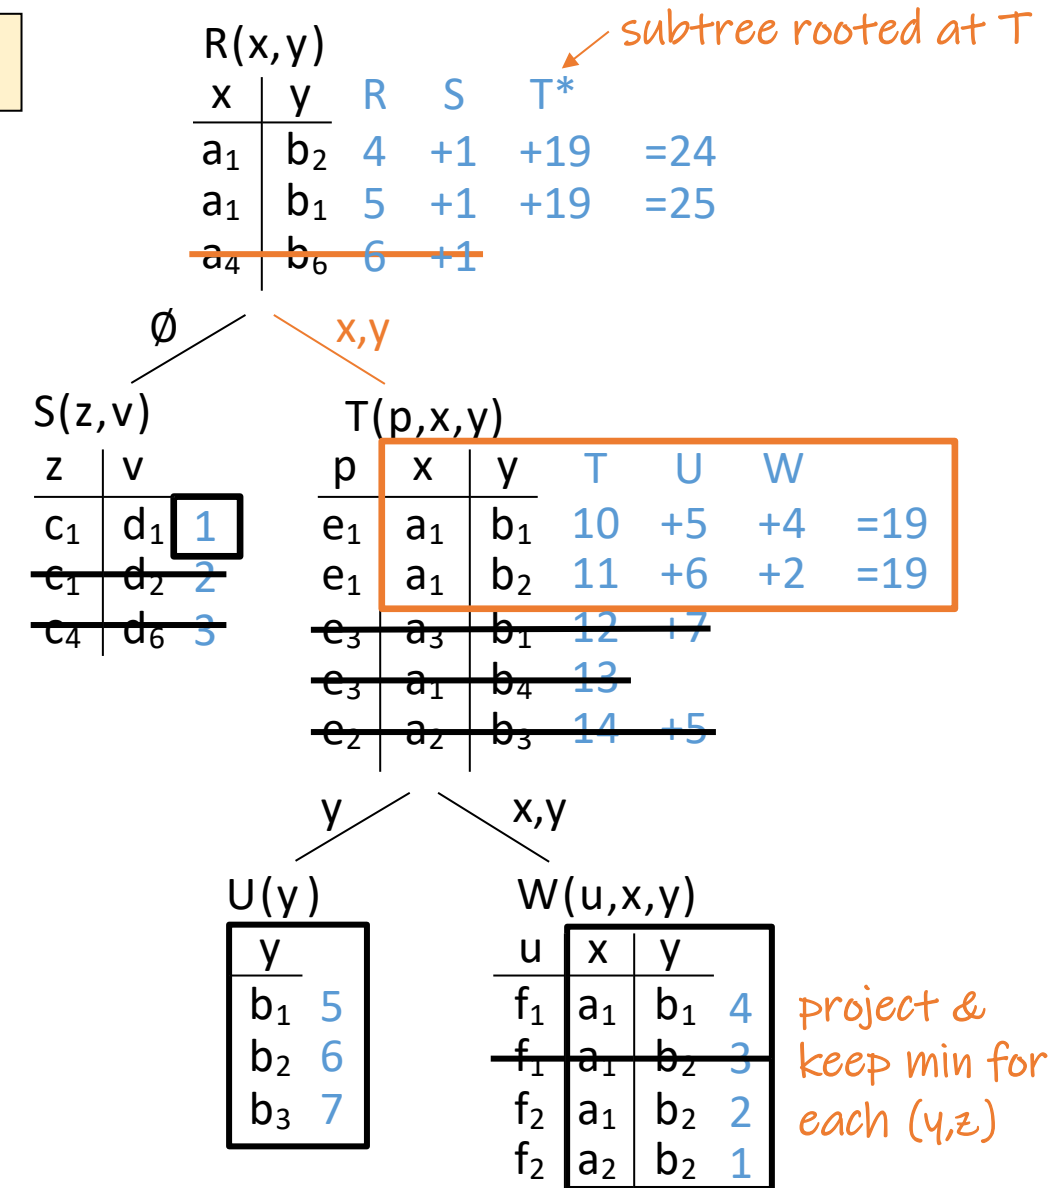 subtree rooted at T
R(x,y)
x y R S T*
a₁ b₂ 4 +1 +19 =24
a₁ b₁ 5 +1 +19 =25
a₄ b₆ 6 +1
Ø x,y
S(z,v) T(p,x,y)
z v p x y T U W
c₁ d₁ 1 e₁ a₁ b₁ 10 +5 +4 =19
c₁ d₂ 2 e₁ a₁ b₂ 11 +6 +2 =19
c₄ d₆ 3 e₃ a₃ b₁ 12 +7
e₃ a₁ b₄ 13
e₂ a₂ b₃ 14 +5
y x,y
U(y) W(u,x,y)
y u x y
b₁ 5 f₁ a₁ b₁ 4 project &
b₂ 6 f₁ a₁ b₂ 3 keep min for
b₃ 7 f₂ a₁ b₂ 2 each (y,z)
f₂ a₂ b₂ 1